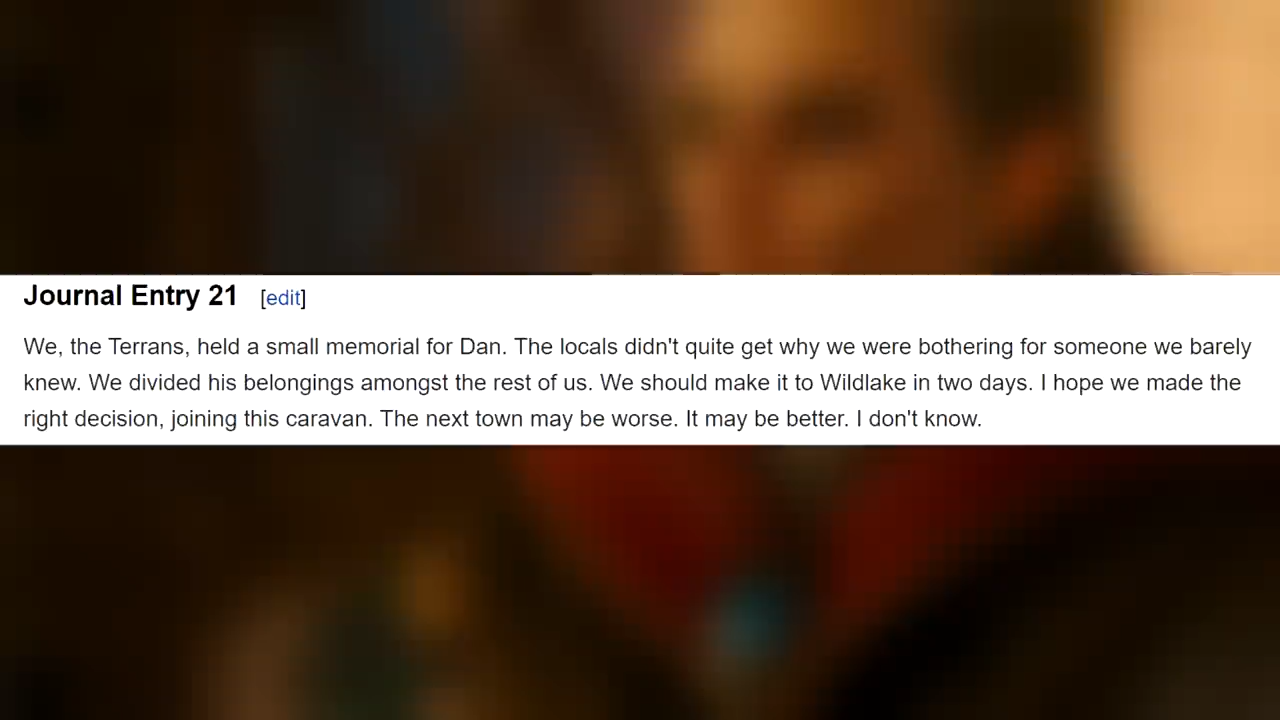 Journal Entry 21 [edit]
We, the Terrans, held a small memorial for Dan. The locals didn't quite get why we were bothering for someone we barely
knew. We divided his belongings amongst the rest of us. We should make it to Wildlake in two days. I hope we made the
right decision, joining this caravan. The next town may be worse. It may be better. I don't know.